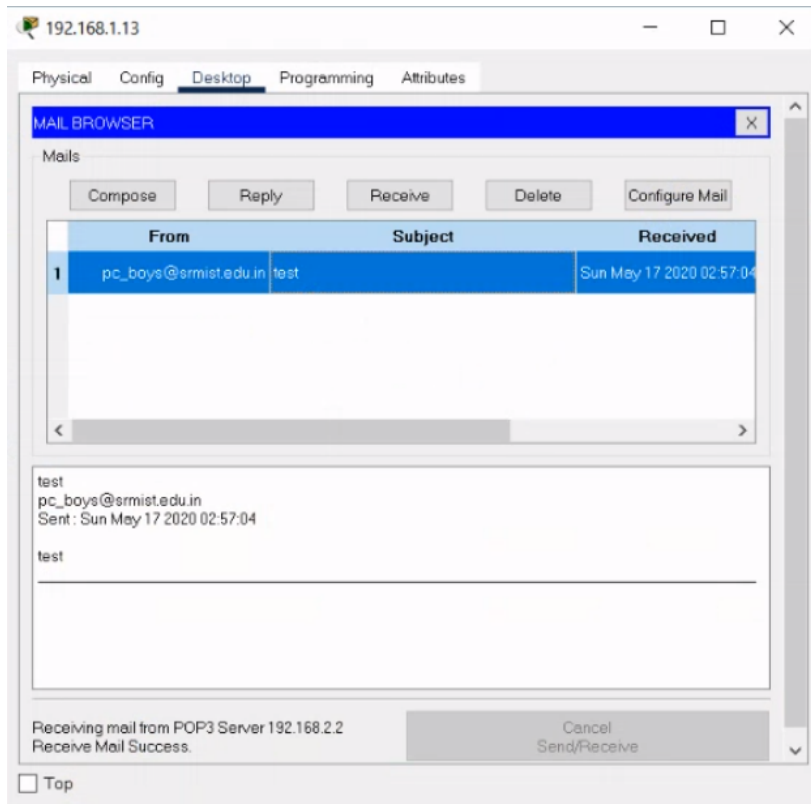 192.168.1.13
Physical Config Desktop Programming Attributes
MAIL BROWSER X
Mails
Compose Reply Receive Delete Configure Mail
From Subject Received
1 pc_boys@srmist.edu.in test Sun May 17 2020 02:57:04
test
pc_boys@srmist.edu.in
Sent : Sun May 17 2020 02:57:04
test
Receiving mail from POP3 Server 192.168.2.2
Receive Mail Success.
Cancel
Send/Receive
Top